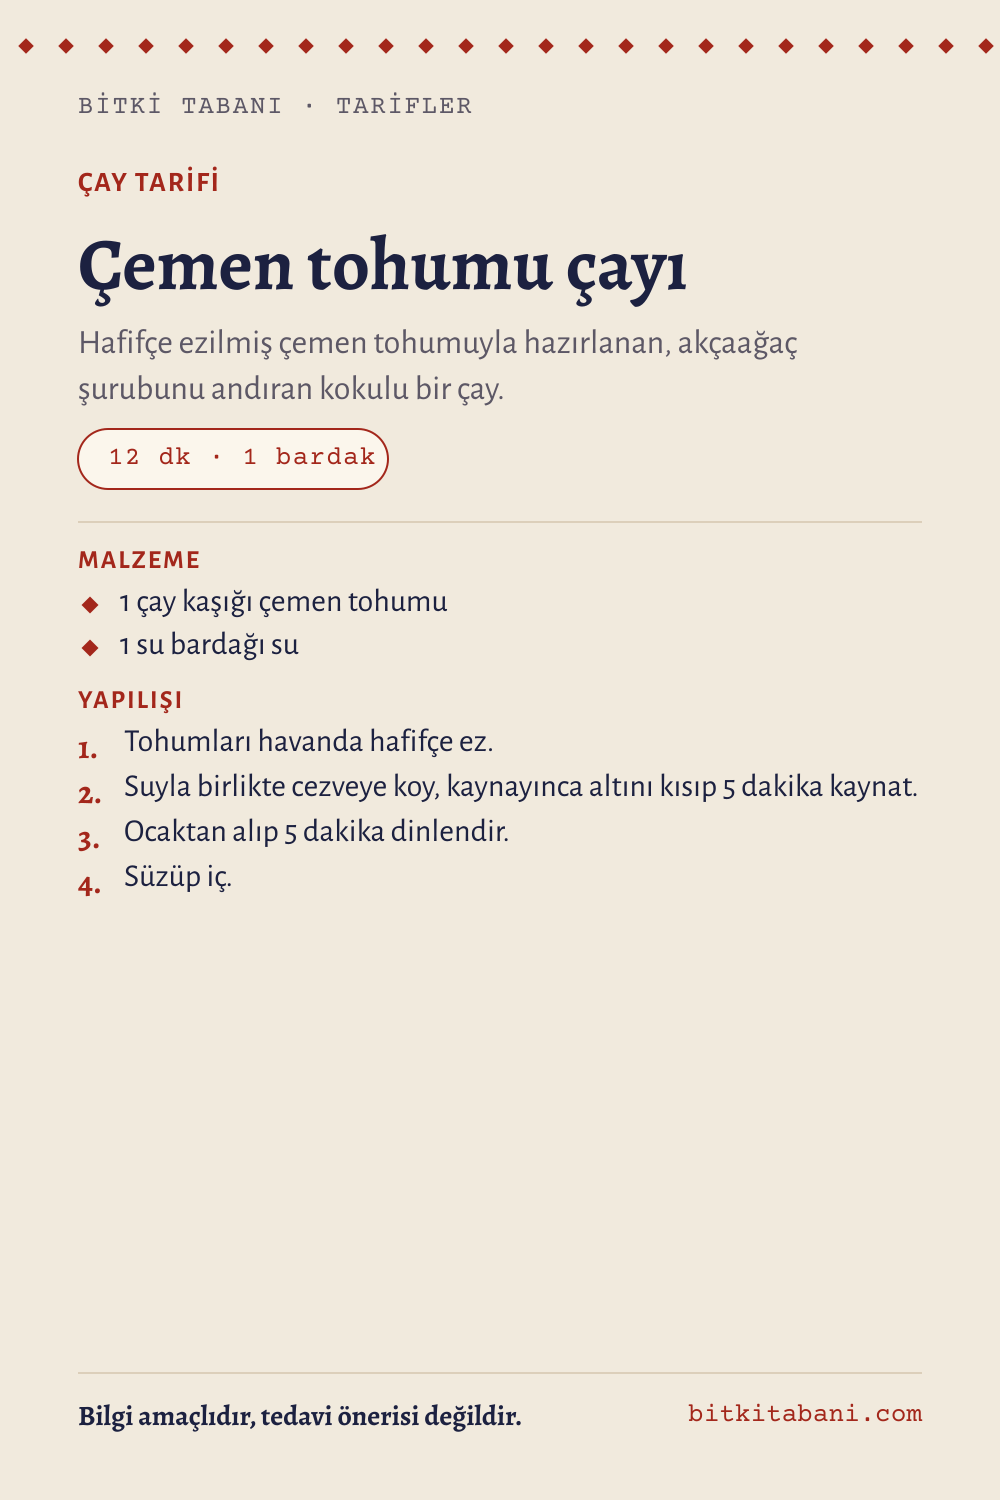 BİTKİ TABANI · TARİFLER
ÇAY TARİFİ
Çemen tohumu çayı
Hafifçe ezilmiş çemen tohumuyla hazırlanan, akçaağaç
şurubunu andıran kokulu bir çay.
12 dk · 1 bardak
MALZEME
◆ 1 çay kaşığı çemen tohumu
◆ 1 su bardağı su
YAPILIŞI
1. Tohumları havanda hafifçe ez.
2. Suyla birlikte cezveye koy, kaynayınca altını kısıp 5 dakika kaynat.
3. Ocaktan alıp 5 dakika dinlendir.
4. Süzüp iç.
Bilgi amaçlıdır, tedavi önerisi değildir.
bitkitabani.com